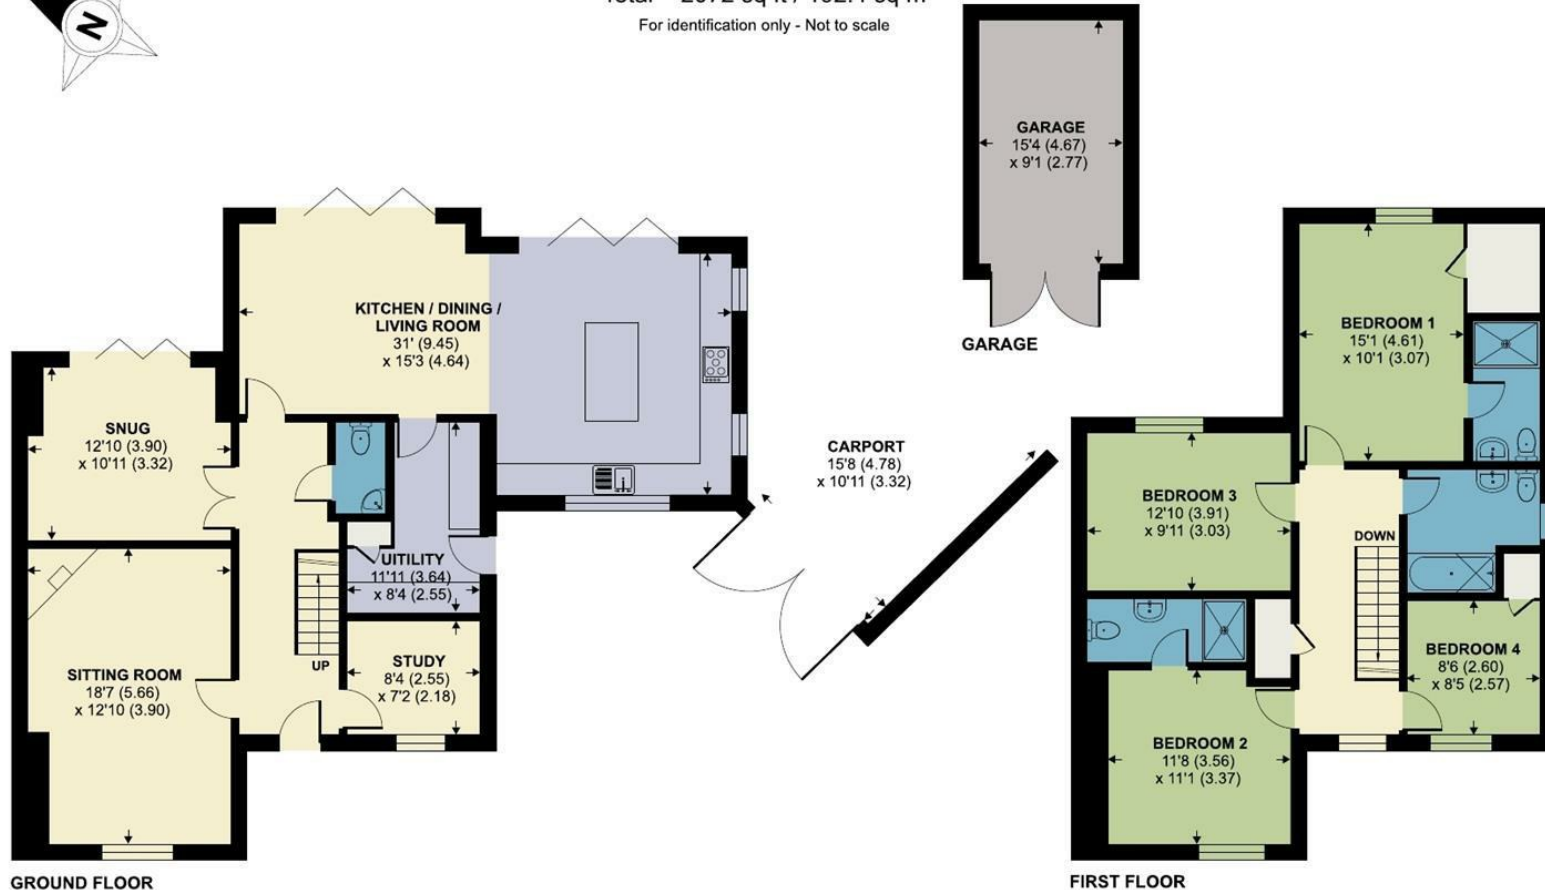 N
For identification only - Not to scale
GARAGE
15'4 (4.67)
x 9'1 (2.77)
GARAGE
KITCHEN / DINING /
LIVING ROOM
31' (9.45)
x 15'3 (4.64)
SNUG
12'10 (3.90)
x 10'11 (3.32)
CARPORT
15'8 (4.78)
x 10'11 (3.32)
UITILITY
11'11 (3.64)
x 8'4 (2.55)
SITTING ROOM
18'7 (5.66)
x 12'10 (3.90)
UP
STUDY
8'4 (2.55)
x 7'2 (2.18)
GROUND FLOOR
BEDROOM 1
15'1 (4.61)
x 10'1 (3.07)
BEDROOM 3
12'10 (3.91)
x 9'11 (3.03)
DOWN
BEDROOM 4
8'6 (2.60)
x 8'5 (2.57)
BEDROOM 2
11'8 (3.56)
x 11'1 (3.37)
FIRST FLOOR